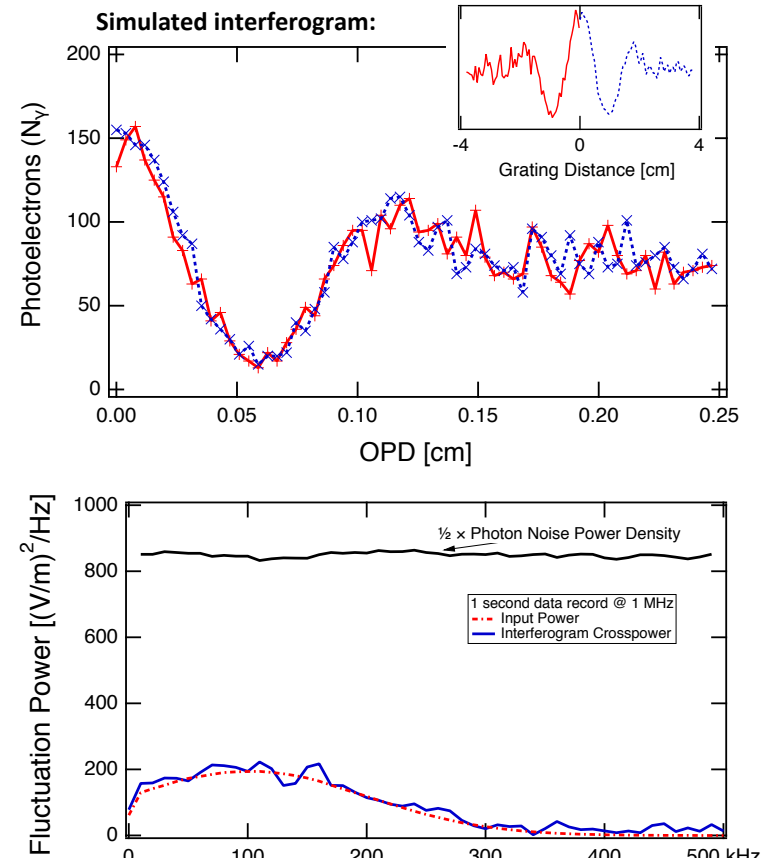 Simulated interferogram:
200
150
100
50
0
Photoelectrons (Nγ)
0.00 0.05 0.10 0.15 0.20 0.25
OPD [cm]
-4 0 4
Grating Distance [cm]
1000
800
600
400
200
0
Fluctuation Power [(V/m)²/Hz]
½ × Photon Noise Power Density
1 second data record @ 1 MHz
Input Power
Interferogram Crosspower
0 100 200 300 400 500 kHz